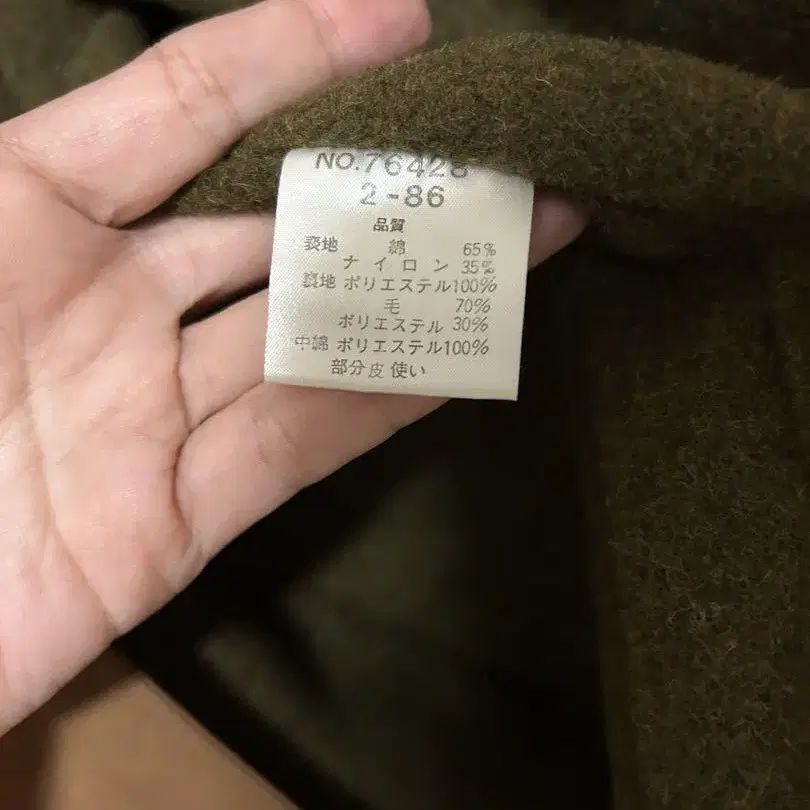 NO.76428
2-86
品質
表地 綿 65%
ナイロン 35%
裏地 ポリエステル100%
毛 70%
ポリエステル 30%
中綿 ポリエステル100%
部分皮使い